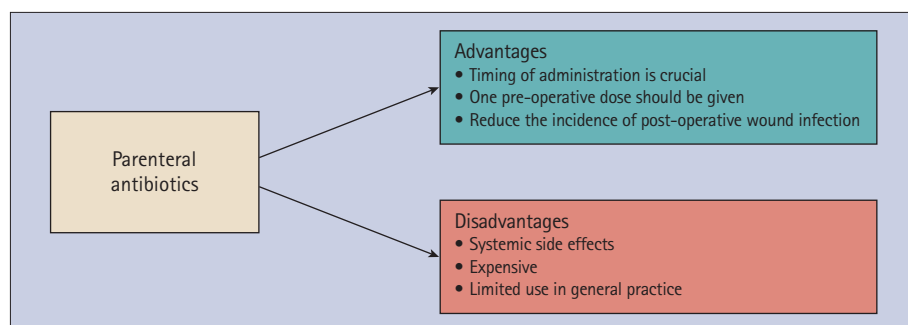 Parenteral
antibiotics
Advantages
• Timing of administration is crucial
• One pre-operative dose should be given
• Reduce the incidence of post-operative wound infection
Disadvantages
• Systemic side effects
• Expensive
• Limited use in general practice